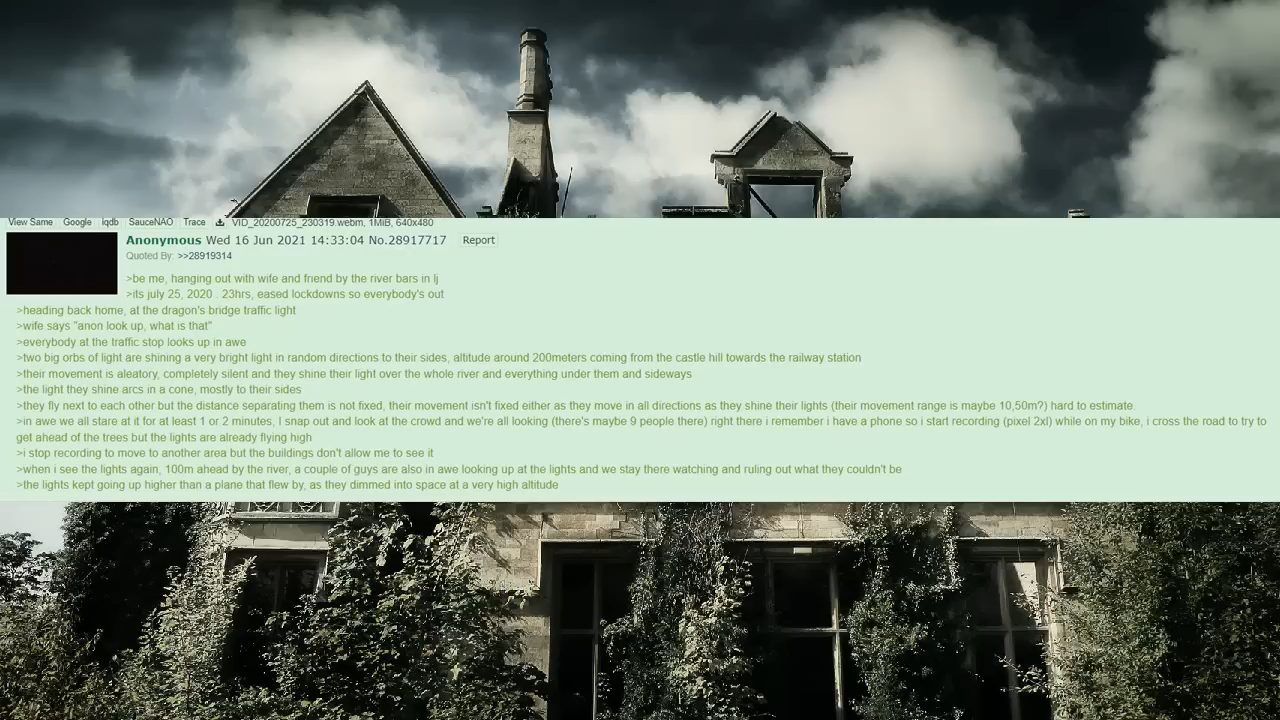 View Same Google iqdb SauceNAO Trace VID_20200725_230319.webm, 1MiB, 640x480
Anonymous Wed 16 Jun 2021 14:33:04 No.28917717 Report
Quoted By: >>28919314
>be me, hanging out with wife and friend by the river bars in lj
>its july 25, 2020 . 23hrs, eased lockdowns so everybody's out
>heading back home, at the dragon's bridge traffic light
>wife says "anon look up, what is that"
>everybody at the traffic stop looks up in awe
>two big orbs of light are shining a very bright light in random directions to their sides, altitude around 200meters coming from the castle hill towards the railway station
>their movement is aleatory, completely silent and they shine their light over the whole river and everything under them and sideways
>the light they shine arcs in a cone, mostly to their sides
>they fly next to each other but the distance separating them is not fixed, their movement isn't fixed either as they move in all directions as they shine their lights (their movement range is maybe 10,50m?) hard to estimate.
>in awe we all stare at it for at least 1 or 2 minutes, I snap out and look at the crowd and we're all looking (there's maybe 9 people there) right there i remember i have a phone so i start recording (pixel 2xl) while on my bike, i cross the road to try to
get ahead of the trees but the lights are already flying high
>i stop recording to move to another area but the buildings don't allow me to see it
>when i see the lights again, 100m ahead by the river, a couple of guys are also in awe looking up at the lights and we stay there watching and ruling out what they couldn't be
>the lights kept going up higher than a plane that flew by, as they dimmed into space at a very high altitude